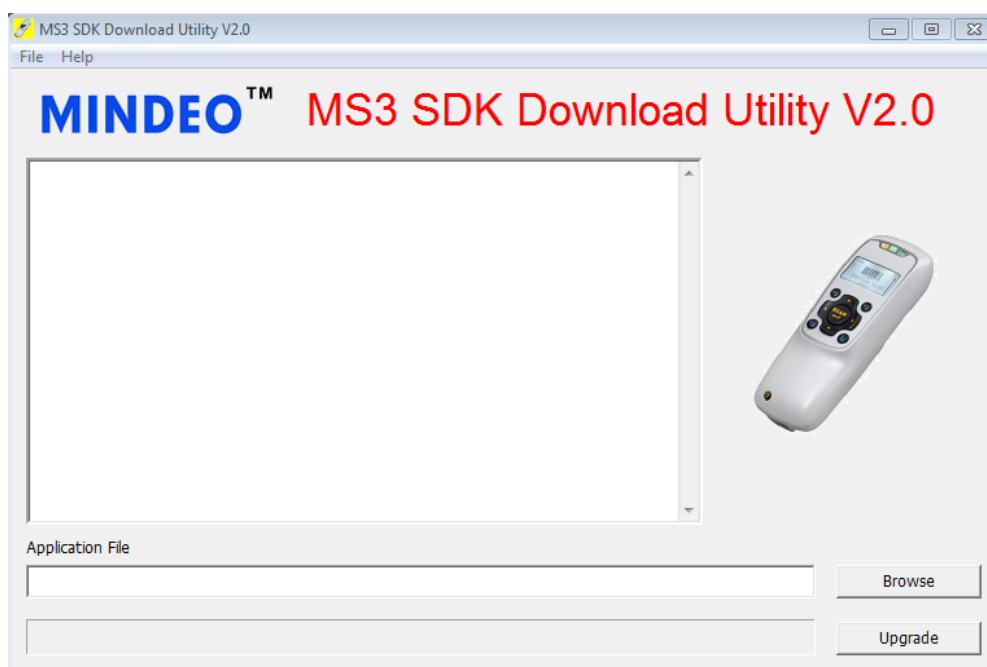 MS3 SDK Download Utility V2.0
File Help
MINDEO™ MS3 SDK Download Utility V2.0
Application File
Browse
Upgrade